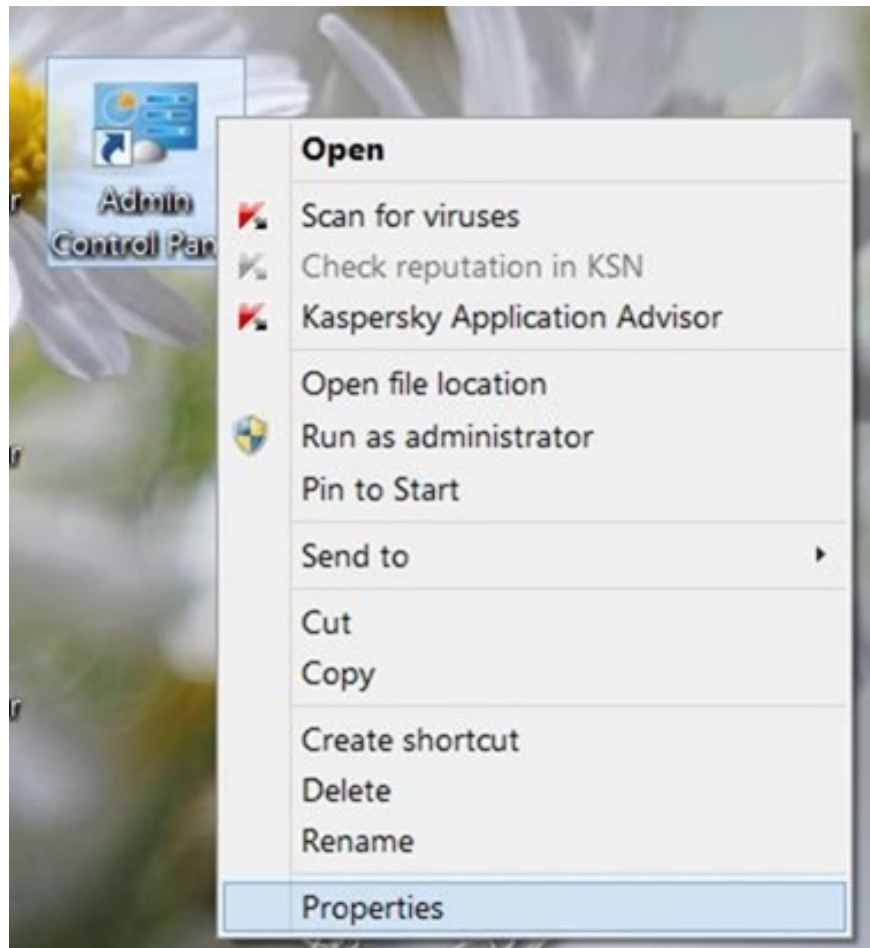 Admin
Control Pan
Open
Scan for viruses
Check reputation in KSN
Kaspersky Application Advisor
Open file location
Run as administrator
Pin to Start
Send to
Cut
Copy
Create shortcut
Delete
Rename
Properties